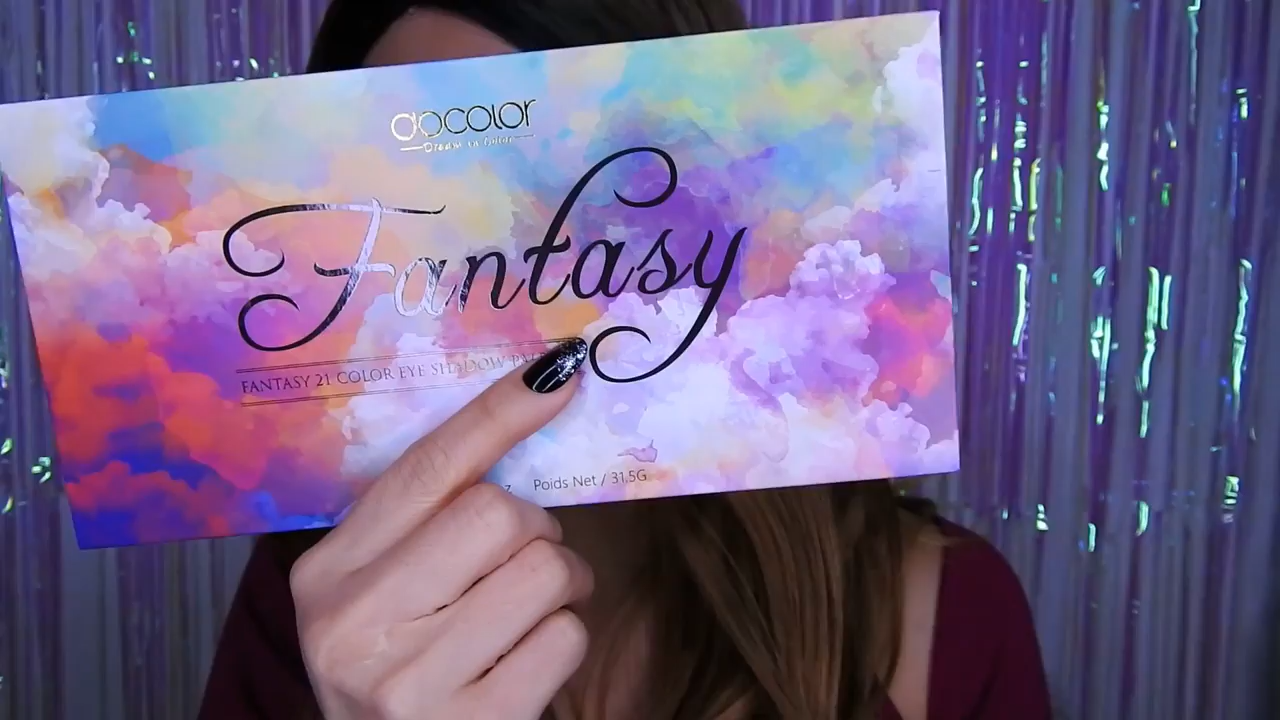 docolor
Dream in Color
Fantasy
FANTASY 21 COLOR EYE SHADOW
Poids Net / 31.5G